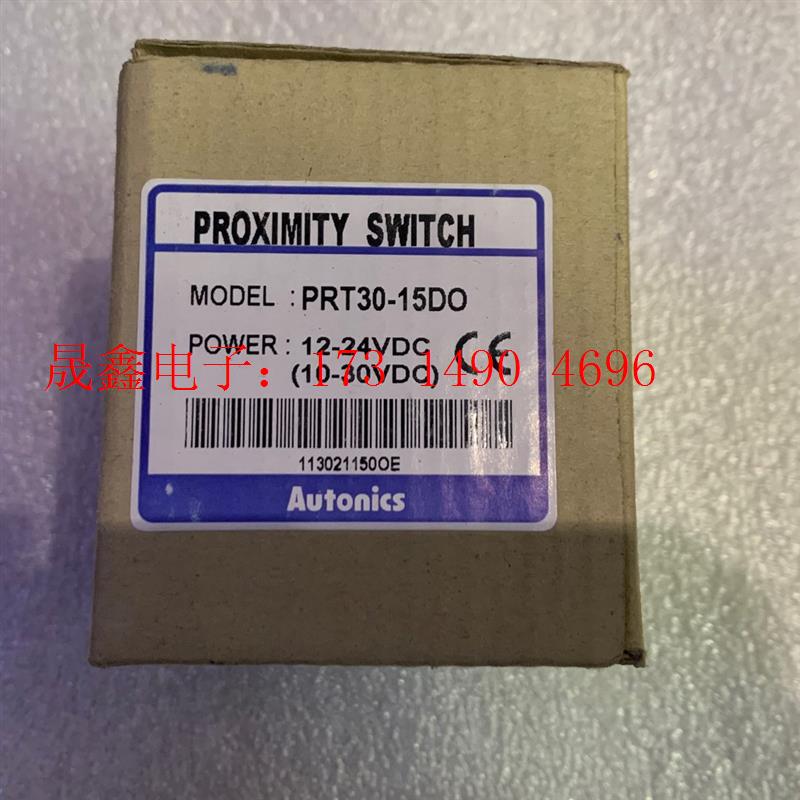 PROXIMITY SWITCH
MODEL : PRT30-15DO
POWER : 12-24VDC CE
(10-30VDC)
晟鑫电子：173 1490 4696
113021150OE
Autonics